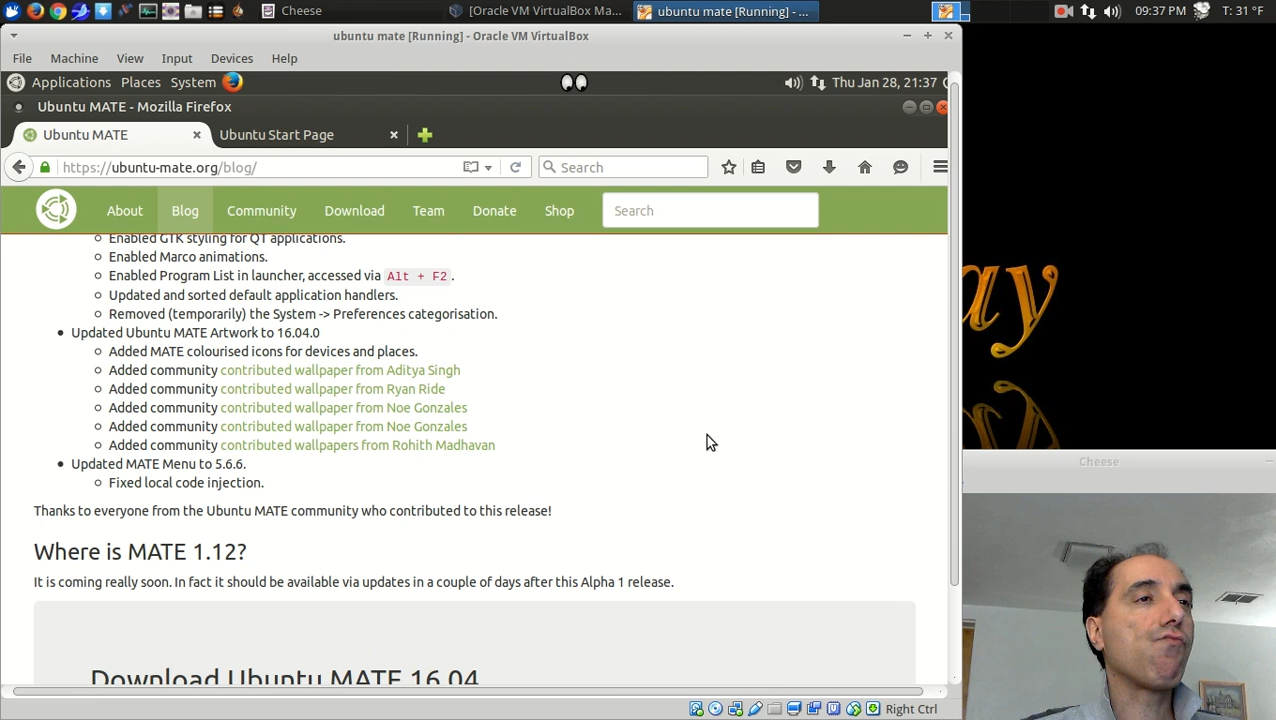 Cheese
[Oracle VM VirtualBox Ma...
ubuntu mate [Running] - ...
09:37 PM
T: 31 °F
ubuntu mate [Running] - Oracle VM VirtualBox
File Machine View Input Devices Help
Applications Places System
Thu Jan 28, 21:37
Ubuntu MATE - Mozilla Firefox
Ubuntu MATE
Ubuntu Start Page
https://ubuntu-mate.org/blog/
Search
About Blog Community Download Team Donate Shop
Search
Enabled GTK styling for QT applications.
Enabled Marco animations.
Enabled Program List in launcher, accessed via Alt + F2.
Updated and sorted default application handlers.
Removed (temporarily) the System -> Preferences categorisation.
Updated Ubuntu MATE Artwork to 16.04.0
Added MATE colourised icons for devices and places.
Added community contributed wallpaper from Aditya Singh
Added community contributed wallpaper from Ryan Ride
Added community contributed wallpaper from Noe Gonzales
Added community contributed wallpaper from Noe Gonzales
Added community contributed wallpapers from Rohith Madhavan
Updated MATE Menu to 5.6.6.
Fixed local code injection.
Thanks to everyone from the Ubuntu MATE community who contributed to this release!
Where is MATE 1.12?
It is coming really soon. In fact it should be available via updates in a couple of days after this Alpha 1 release.
Download Ubuntu MATE 16.04
Right Ctrl
ay
Cheese